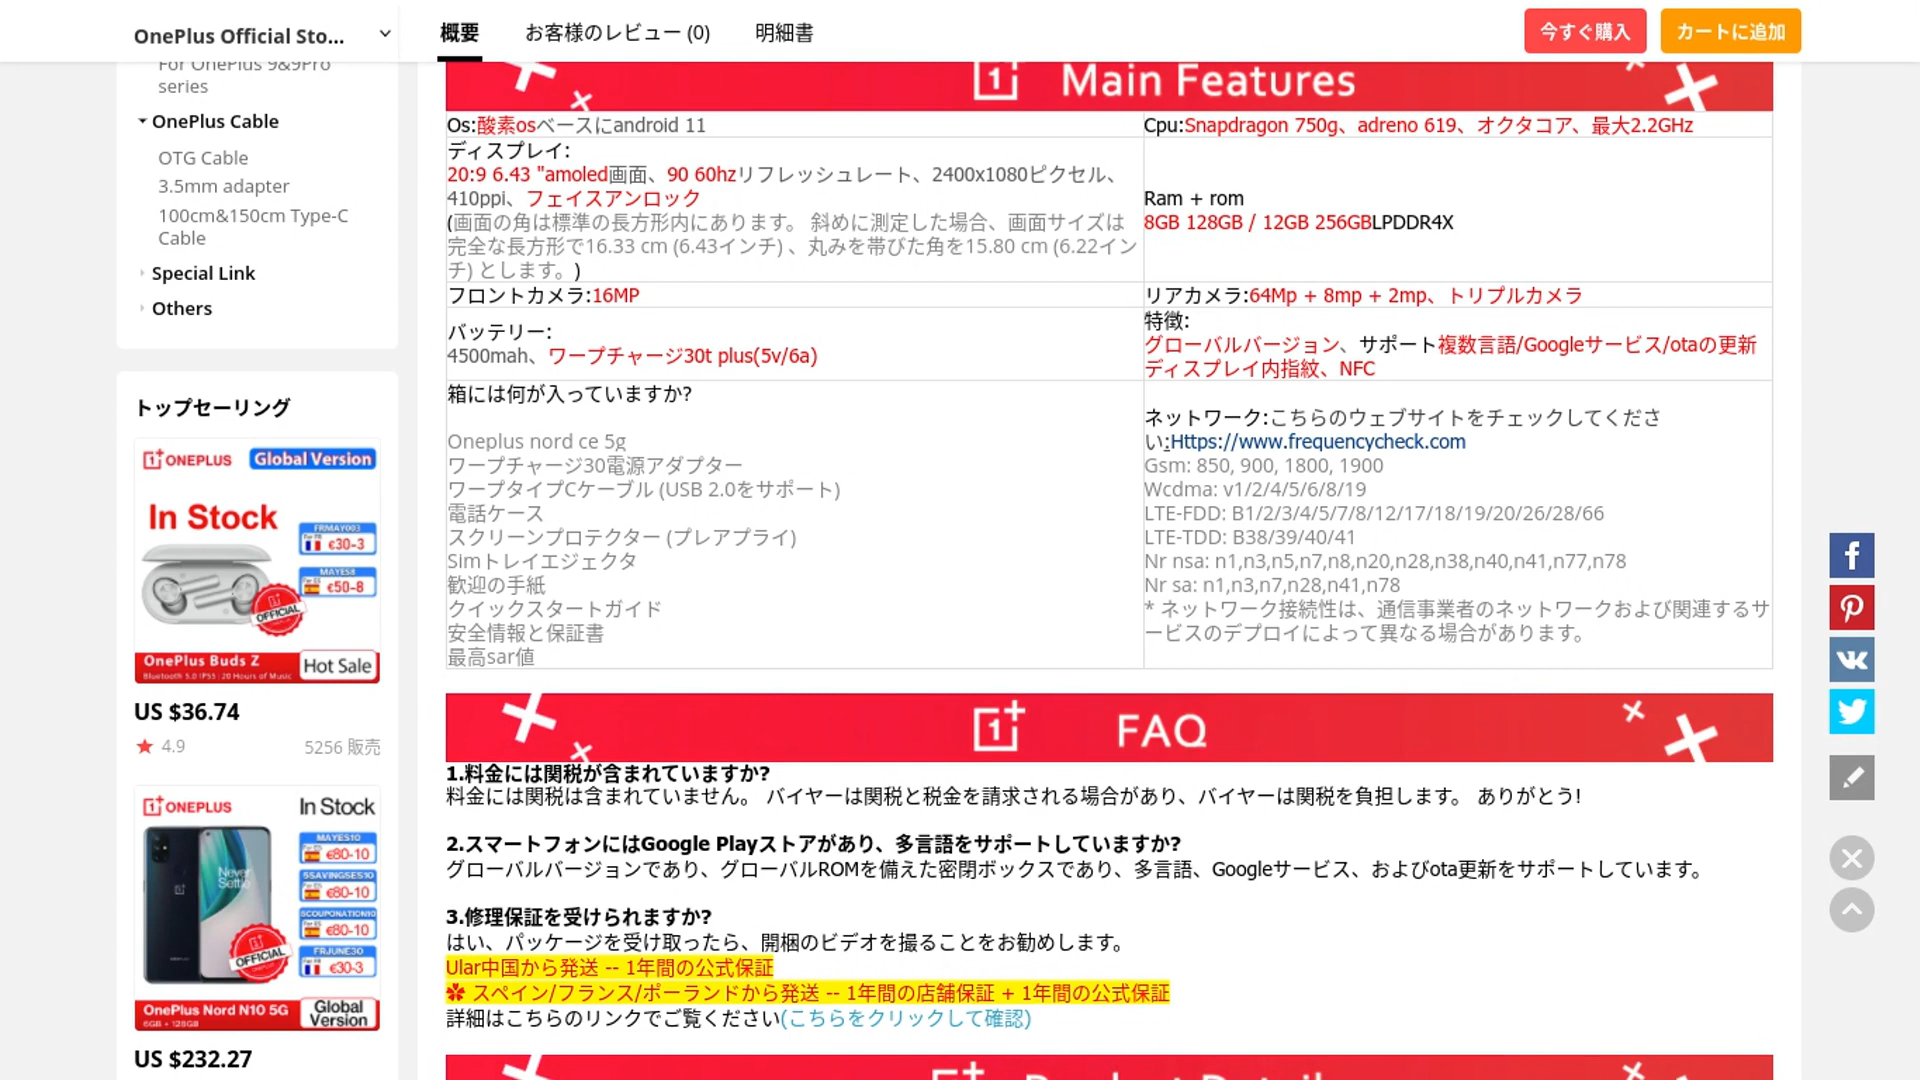 OnePlus Official Sto...
概要
お客様のレビュー (0)
明細書
今すぐ購入
カートに追加
For OnePlus 9&9Pro
series
OnePlus Cable
OTG Cable
3.5mm adapter
100cm&150cm Type-C
Cable
Special Link
Others
トップセーリング
ONEPLUS Global Version
In Stock
FRMAY003
€30-3
MAYES8
€50-8
OFFICIAL
OnePlus Buds Z
Bluetooth 5.0 | IP55 | 20 Hours of Music
Hot Sale
US $36.74
4.9
5256 販売
ONEPLUS In Stock
MAYES10
€80-10
SSAVINGSES10
€80-10
SCOUPONATION10
€80-10
FRJUNE30
€30-3
Never
Settle
OFFICIAL
OnePlus Nord N10 5G
6GB + 128GB
Global
Version
US $232.27
Main Features
Os:酸素osベースにandroid 11
Cpu:Snapdragon 750g、adreno 619、オクタコア、最大2.2GHz
ディスプレイ:
20:9 6.43 "amoled画面、90 60hzリフレッシュレート、2400x1080ピクセル、
410ppi、フェイスアンロック
(画面の角は標準の長方形内にあります。 斜めに測定した場合、画面サイズは
完全な長方形で16.33 cm (6.43インチ) 、丸みを帯びた角を15.80 cm (6.22イン
チ) とします。)
Ram + rom
8GB 128GB / 12GB 256GBLPDDR4X
フロントカメラ:16MP
リアカメラ:64Mp + 8mp + 2mp、トリプルカメラ
バッテリー:
4500mah、ワープチャージ30t plus(5v/6a)
特徴:
グローバルバージョン、サポート複数言語/Googleサービス/otaの更新
ディスプレイ内指紋、NFC
箱には何が入っていますか?
Oneplus nord ce 5g
ワープチャージ30電源アダプター
ワープタイプCケーブル (USB 2.0をサポート)
電話ケース
スクリーンプロテクター (プレアプライ)
Simトレイエジェクタ
歓迎の手紙
クイックスタートガイド
安全情報と保証書
最高sar値
ネットワーク:こちらのウェブサイトをチェックしてくださ
い:Https://www.frequencycheck.com
Gsm: 850, 900, 1800, 1900
Wcdma: v1/2/4/5/6/8/19
LTE-FDD: B1/2/3/4/5/7/8/12/17/18/19/20/26/28/66
LTE-TDD: B38/39/40/41
Nr nsa: n1,n3,n5,n7,n8,n20,n28,n38,n40,n41,n77,n78
Nr sa: n1,n3,n7,n28,n41,n78
* ネットワーク接続性は、通信事業者のネットワークおよび関連するサ
ービスのデプロイによって異なる場合があります。
FAQ
1.料金には関税が含まれていますか?
料金には関税は含まれていません。 バイヤーは関税と税金を請求される場合があり、バイヤーは関税を負担します。 ありがとう!
2.スマートフォンにはGoogle Playストアがあり、多言語をサポートしていますか?
グローバルバージョンであり、グローバルROMを備えた密閉ボックスであり、多言語、Googleサービス、およびota更新をサポートしています。
3.修理保証を受けられますか?
はい、パッケージを受け取ったら、開梱のビデオを撮ることをお勧めします。
Ular中国から発送 -- 1年間の公式保証
✽ スペイン/フランス/ポーランドから発送 -- 1年間の店舗保証 + 1年間の公式保証
詳細はこちらのリンクでご覧ください(こちらをクリックして確認)